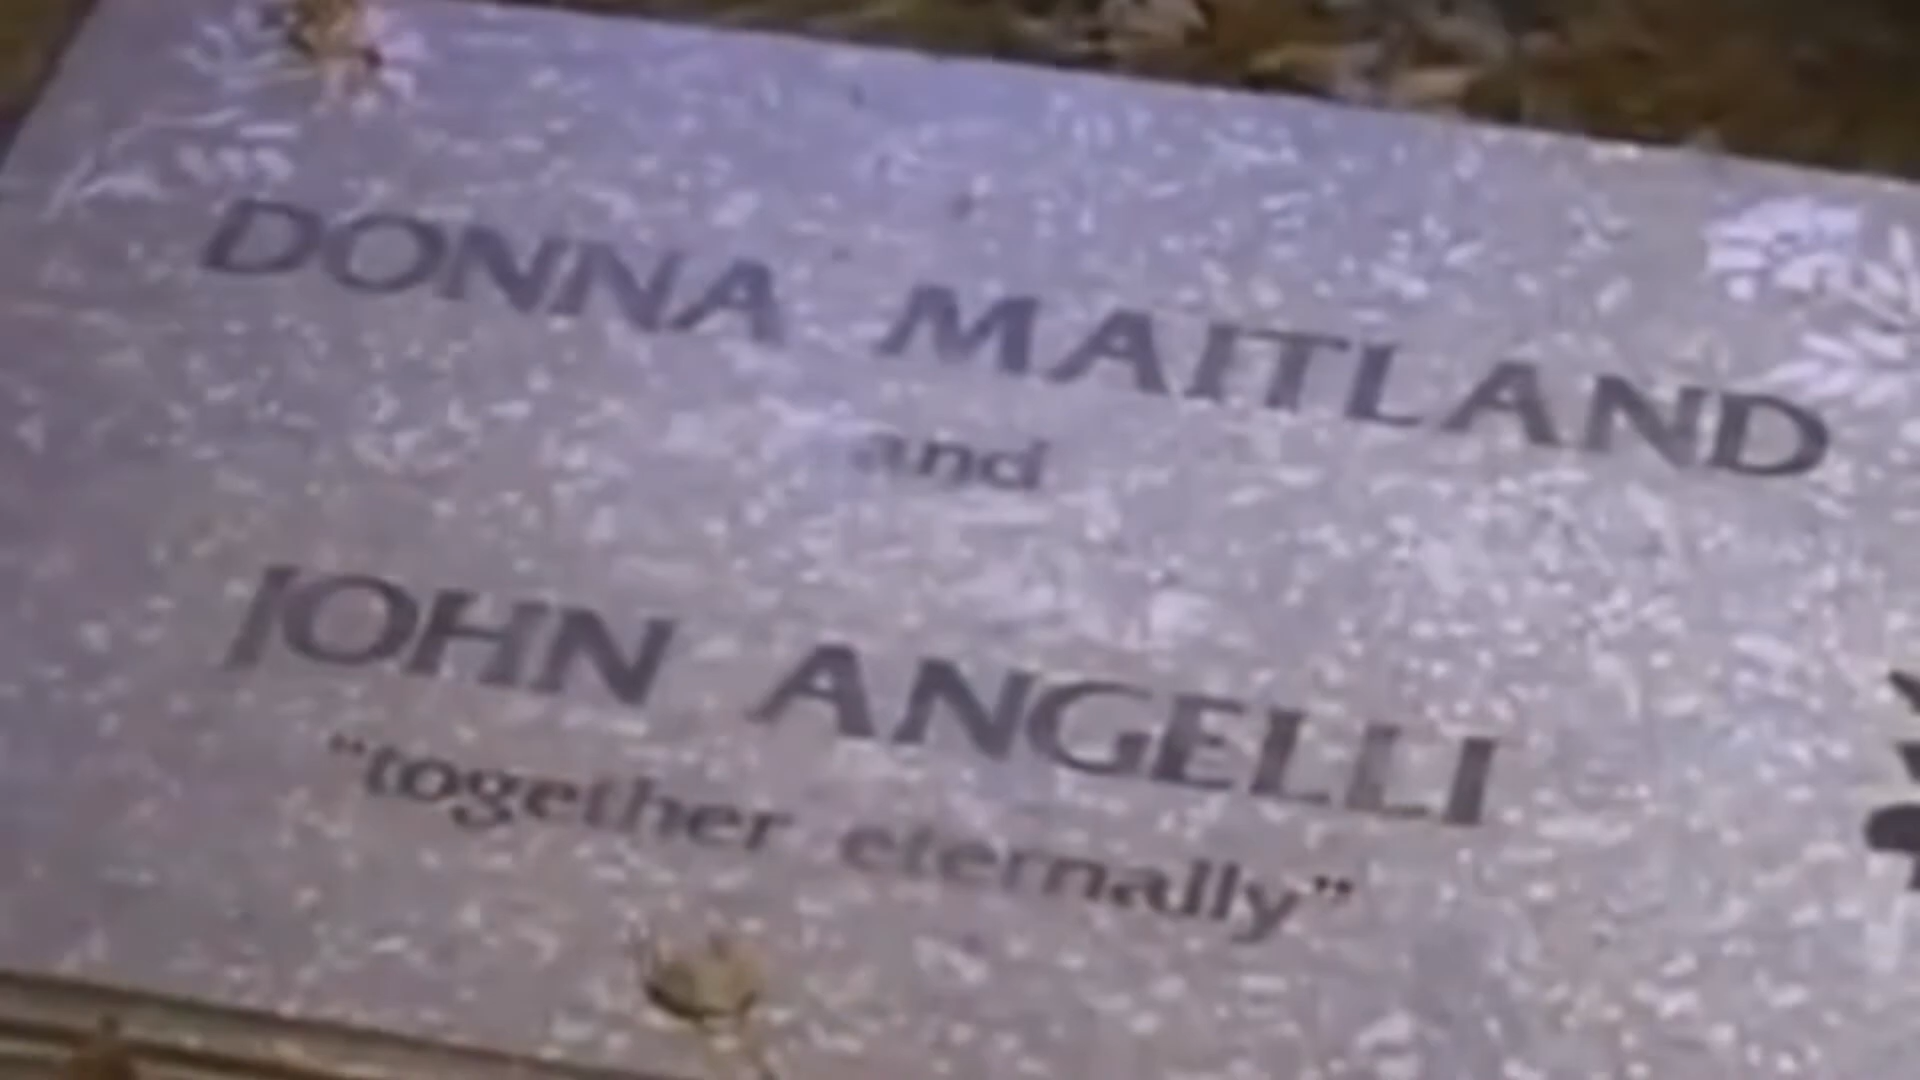 DONNA MAITLAND
and
JOHN ANGELLI
“together eternally”